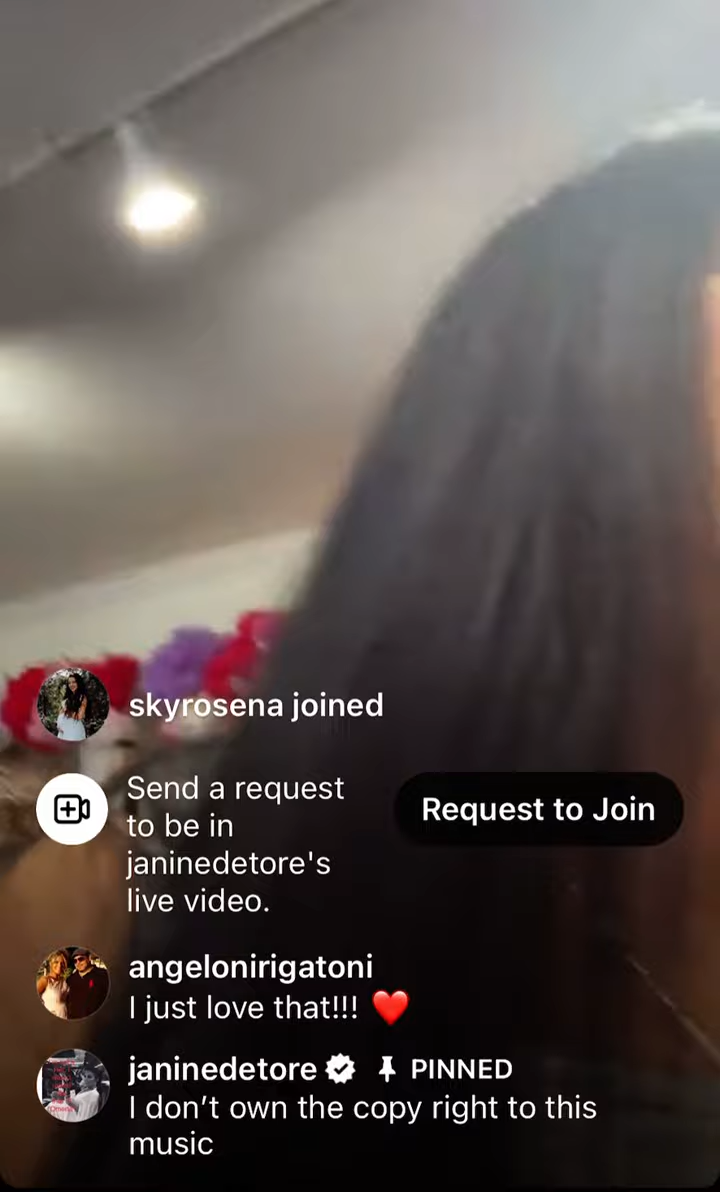 skyrosena joined
Send a request
to be in
janinedetore's
live video.
Request to Join
angelonirigatoni
I just love that!!! ❤️
janinedetore PINNED
I don’t own the copy right to this
music